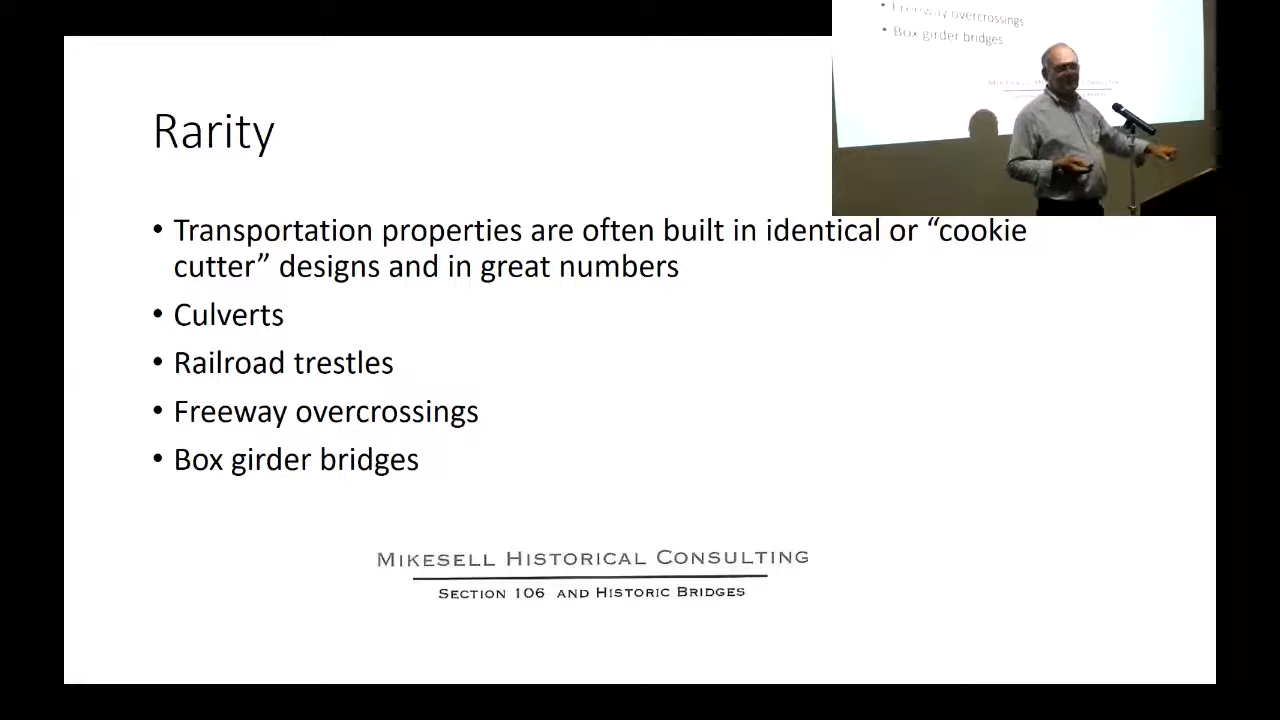 Freeway overcrossings
• Box girder bridges
Rarity
• Transportation properties are often built in identical or “cookie
cutter” designs and in great numbers
• Culverts
• Railroad trestles
• Freeway overcrossings
• Box girder bridges
MIKESELL HISTORICAL CONSULTING
SECTION 106 AND HISTORIC BRIDGES